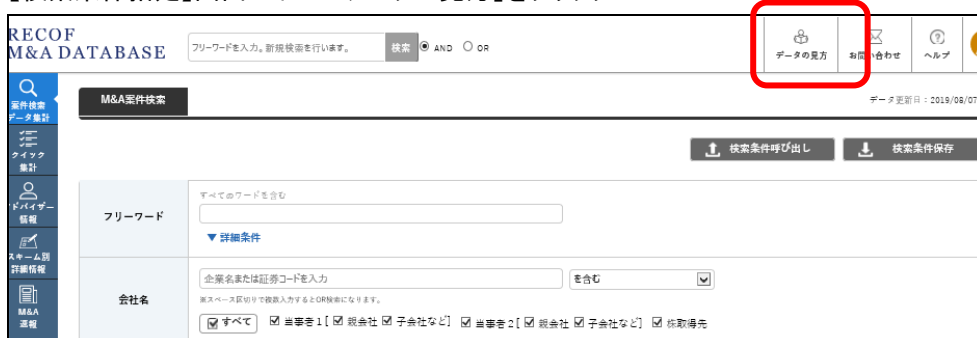 RECOF
M&A DATABASE
フリーワードを入力。新規検索を行います。
検索
AND
OR
データの見方
お問い合わせ
ヘルプ
案件検索
データ集計
クイック
集計
アドバイザー
情報
スキーム別
詳細情報
M&A
速報
M&A案件検索
データ更新日:2019/08/07
検索条件呼び出し
検索条件保存
フリーワード
すべてのワードを含む
▼詳細条件
会社名
企業名または証券コードを入力
を含む
※スペース区切りで複数入力するとOR検索になります。
すべて
当事者1[ 親会社 子会社など]
当事者2[ 親会社 子会社など]
株取得先